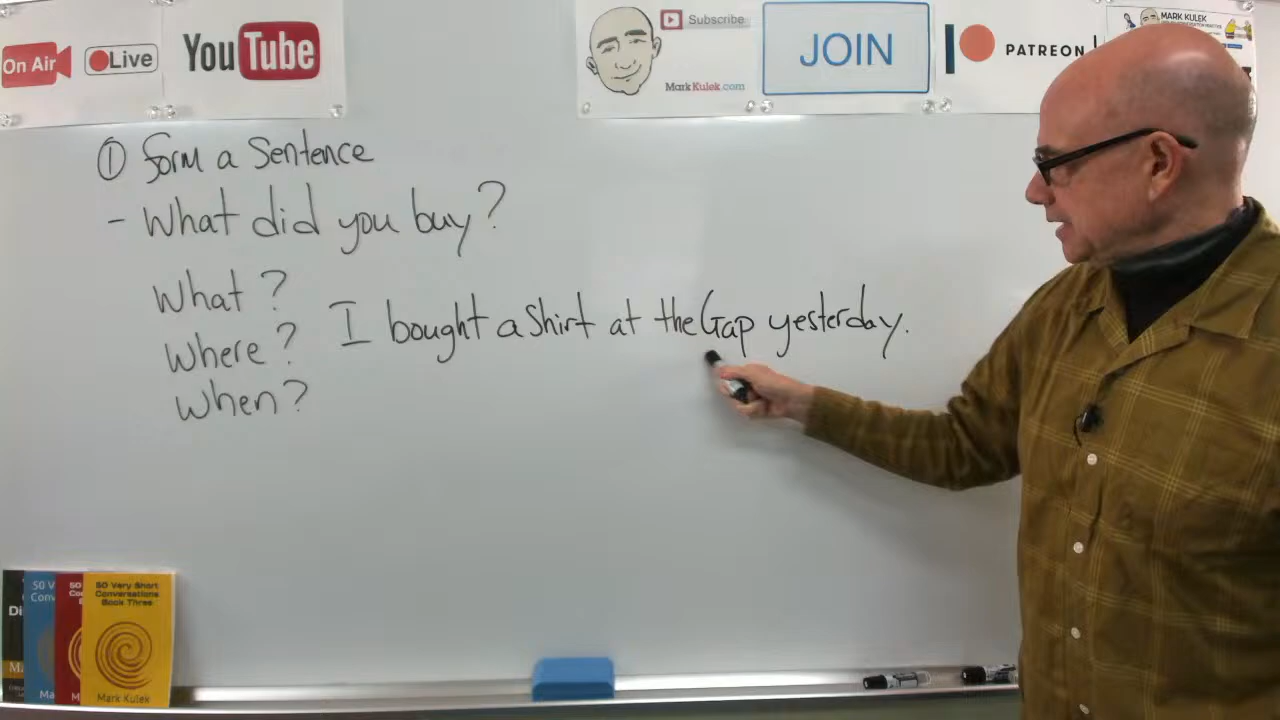 On Air
Live
YouTube
Subscribe
MarkKulek.com
JOIN
PATREON
MARK KULEK
① Form a Sentence
- What did you buy?
What?
Where?
When?
I bought a Shirt at the Gap yesterday.
50 Very Short
Conversations
Book Three
Mark Kulek